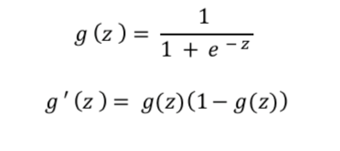 g (z) = 1 / 1 + e ^ - z
g ' (z) = g(z)(1 − g(z))